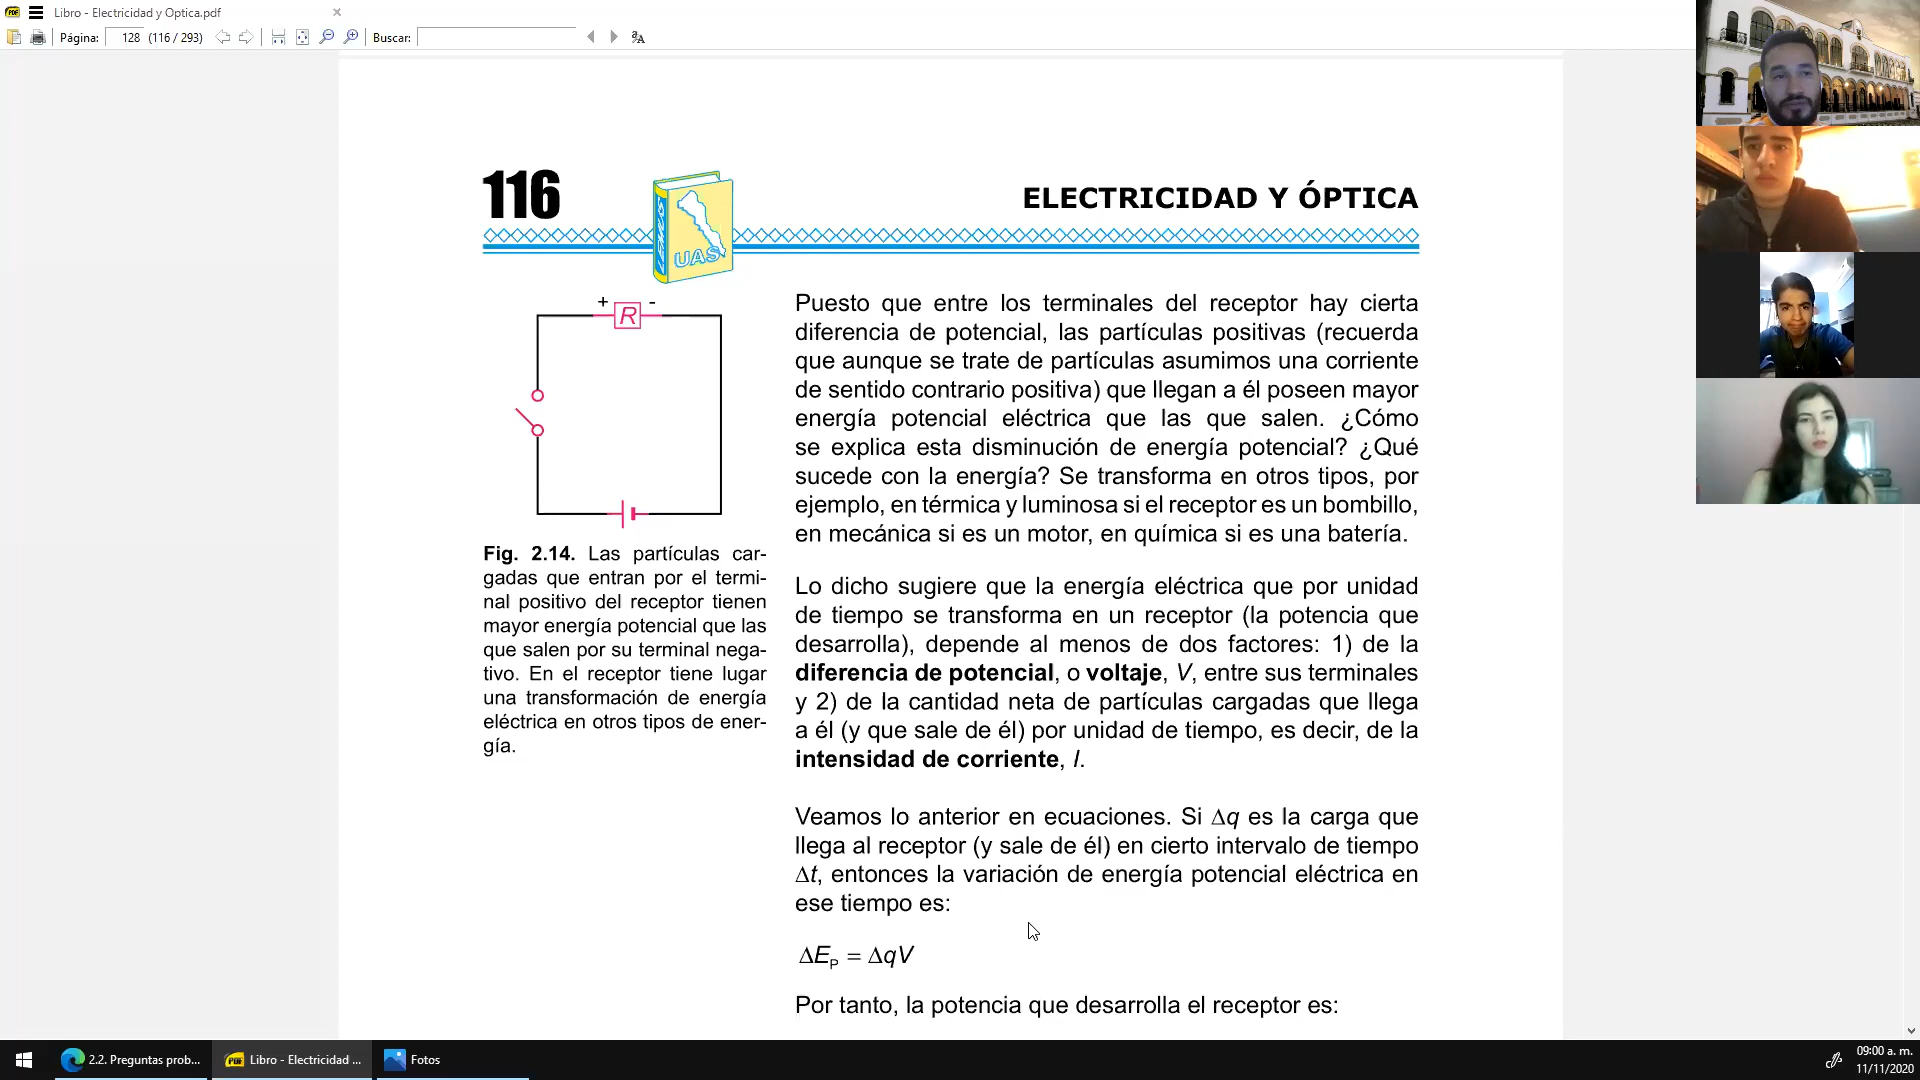 Libro - Electricidad y Optica.pdf
Página: 128 (116 / 293) Buscar:
116
UAS
ELECTRICIDAD Y ÓPTICA
+ -
R
Fig. 2.14. Las partículas car-
gadas que entran por el termi-
nal positivo del receptor tienen
mayor energía potencial que las
que salen por su terminal nega-
tivo. En el receptor tiene lugar
una transformación de energía
eléctrica en otros tipos de ener-
gía.
Puesto que entre los terminales del receptor hay cierta
diferencia de potencial, las partículas positivas (recuerda
que aunque se trate de partículas asumimos una corriente
de sentido contrario positiva) que llegan a él poseen mayor
energía potencial eléctrica que las que salen. ¿Cómo
se explica esta disminución de energía potencial? ¿Qué
sucede con la energía? Se transforma en otros tipos, por
ejemplo, en térmica y luminosa si el receptor es un bombillo,
en mecánica si es un motor, en química si es una batería.
Lo dicho sugiere que la energía eléctrica que por unidad
de tiempo se transforma en un receptor (la potencia que
desarrolla), depende al menos de dos factores: 1) de la
diferencia de potencial, o voltaje, V, entre sus terminales
y 2) de la cantidad neta de partículas cargadas que llega
a él (y que sale de él) por unidad de tiempo, es decir, de la
intensidad de corriente, I.
Veamos lo anterior en ecuaciones. Si Δq es la carga que
llega al receptor (y sale de él) en cierto intervalo de tiempo
Δt, entonces la variación de energía potencial eléctrica en
ese tiempo es:
ΔE_P = ΔqV
Por tanto, la potencia que desarrolla el receptor es:
2.2. Preguntas prob...
Libro - Electricidad ...
Fotos
09:00 a. m.
11/11/2020